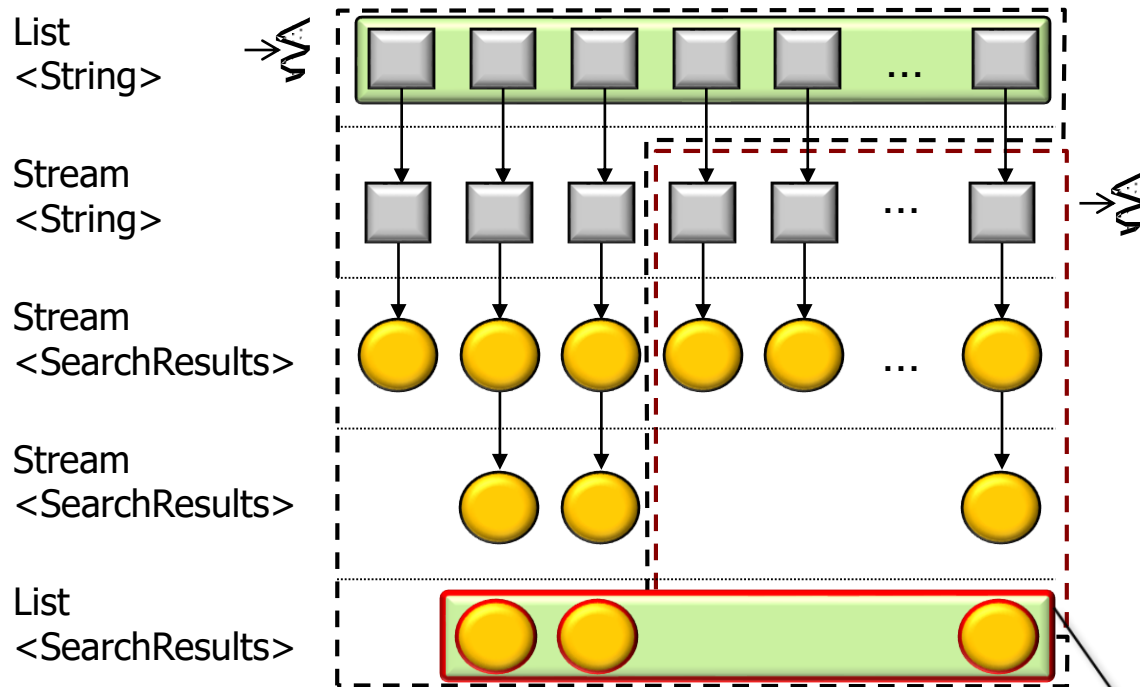 List
<String>
...
Stream
<String>
...
Stream
<SearchResults>
...
Stream
<SearchResults>
List
<SearchResults>